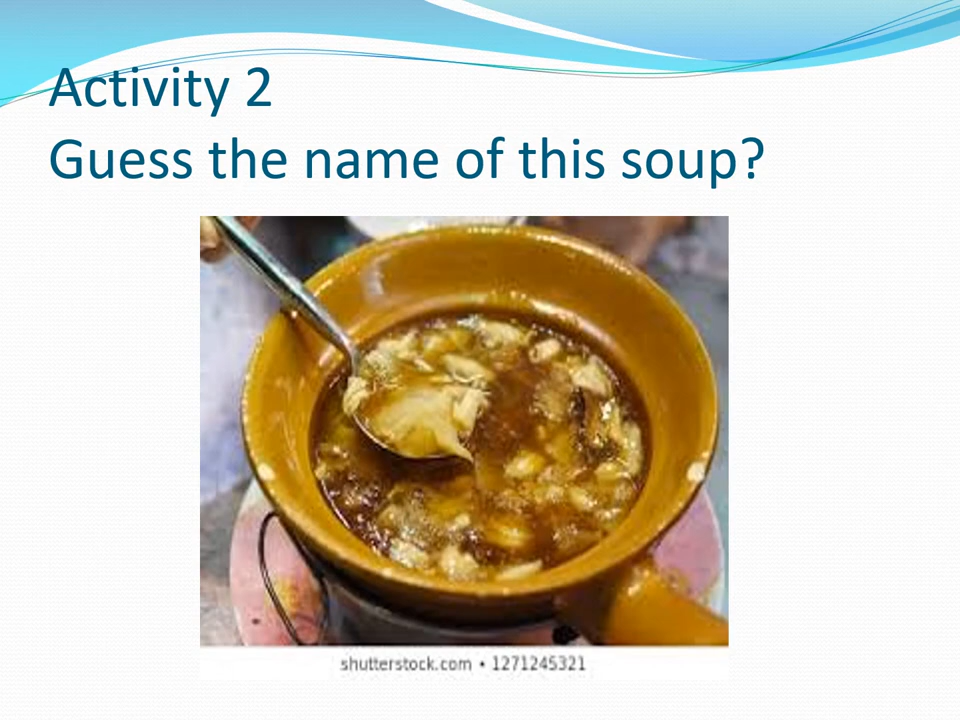 Activity 2
Guess the name of this soup?
shutterstock.com • 1271245321